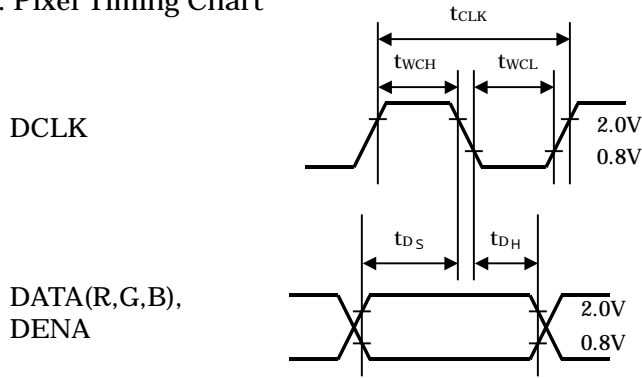 . Pixel Timing Chart
tCLK
tWCH
tWCL
DCLK
2.0V
0.8V
tDS
tDH
DATA(R,G,B),
DENA
2.0V
0.8V